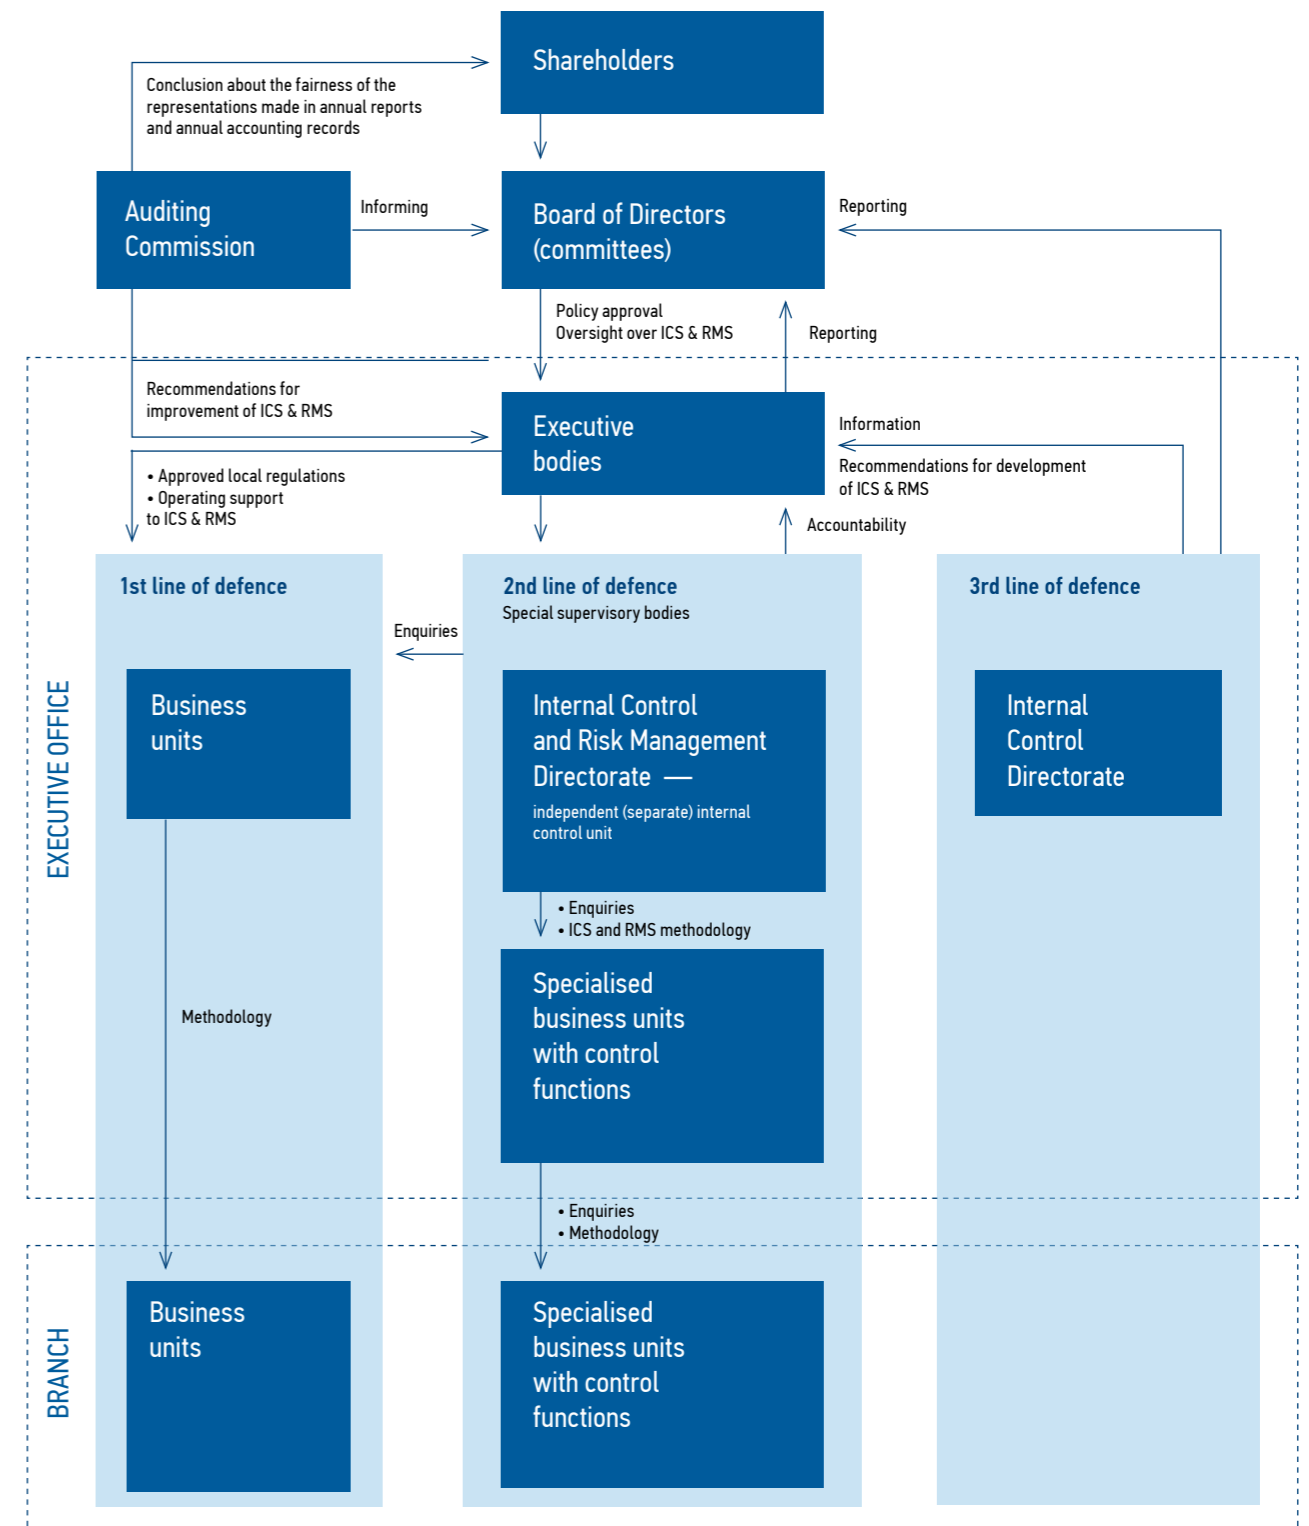 Shareholders
Conclusion about the fairness of the
representations made in annual reports
and annual accounting records
Auditing
Commission
Informing
Board of Directors
(committees)
Reporting
Policy approval
Oversight over ICS & RMS
Reporting
Recommendations for
improvement of ICS & RMS
Executive
bodies
Information
Recommendations for development
of ICS & RMS
• Approved local regulations
• Operating support
to ICS & RMS
Accountability
EXECUTIVE OFFICE
1st line of defence
2nd line of defence
Special supervisory bodies
3rd line of defence
Enquiries
Business
units
Internal Control
and Risk Management
Directorate —
independent (separate) internal
control unit
Internal
Control
Directorate
• Enquiries
• ICS and RMS methodology
Specialised
business units
with control
functions
Methodology
• Enquiries
• Methodology
BRANCH
Business
units
Specialised
business units
with control
functions